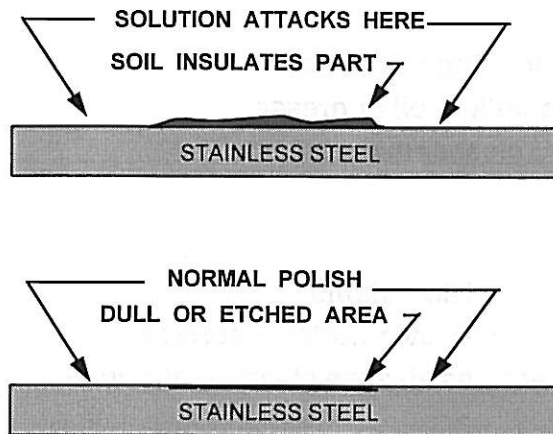 SOLUTION ATTACKS HERE
SOIL INSULATES PART
STAINLESS STEEL
NORMAL POLISH
DULL OR ETCHED AREA
STAINLESS STEEL